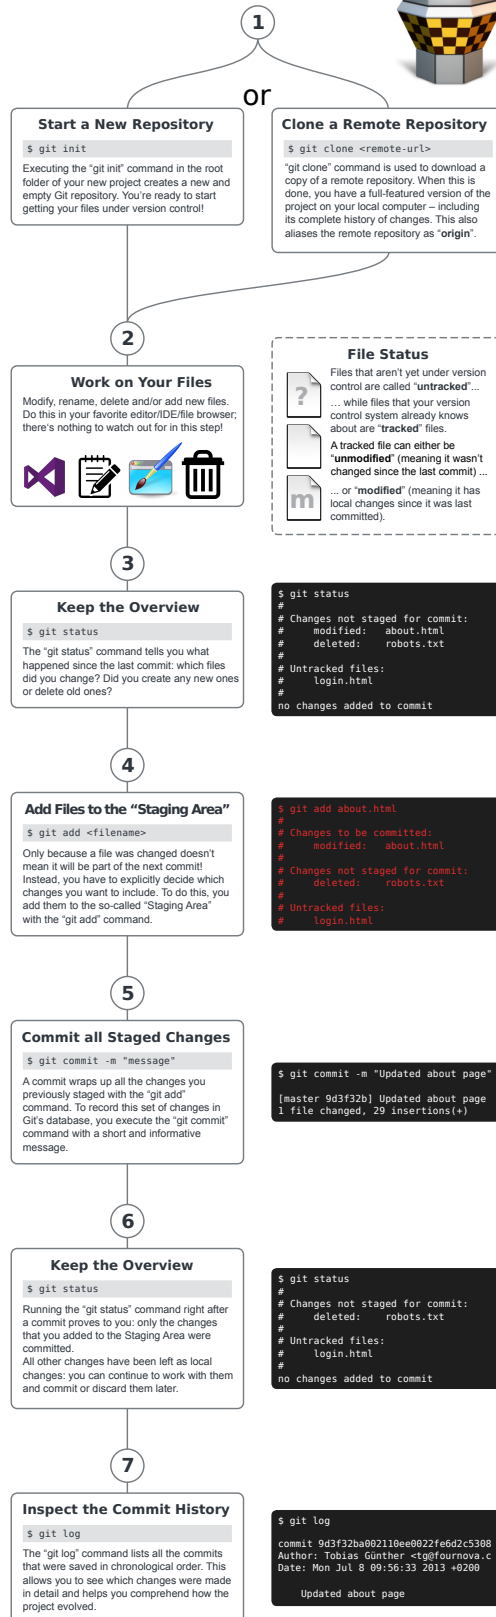 1
or
Start a New Repository
$ git init
Executing the “git init” command in the root
folder of your new project creates a new and
empty Git repository. You’re ready to start
getting your files under version control!
Clone a Remote Repository
$ git clone <remote-url>
“git clone” command is used to download a
copy of a remote repository. When this is
done, you have a full-featured version of the
project on your local computer – including
its complete history of changes. This also
aliases the remote repository as “origin”.
2
Work on Your Files
Modify, rename, delete and/or add new files.
Do this in your favorite editor/IDE/file browser;
there's nothing to watch out for in this step!
File Status
?
Files that aren’t yet under version
control are called “untracked”...
… while files that your version
control system already knows
about are “tracked” files.
A tracked file can either be
“unmodified” (meaning it wasn’t
changed since the last commit) ...
m
... or “modified” (meaning it has
local changes since it was last
committed).
3
Keep the Overview
$ git status
The “git status” command tells you what
happened since the last commit: which files
did you change? Did you create any new ones
or delete old ones?
$ git status
#
# Changes not staged for commit:
#     modified:   about.html
#     deleted:    robots.txt
#
# Untracked files:
#     login.html
#
no changes added to commit
4
Add Files to the “Staging Area”
$ git add <filename>
Only because a file was changed doesn’t
mean it will be part of the next commit!
Instead, you have to explicitly decide which
changes you want to include. To do this, you
add them to the so-called “Staging Area”
with the “git add” command.
$ git add about.html
#
# Changes to be committed:
#     modified:   about.html
#
# Changes not staged for commit:
#     deleted:    robots.txt
#
# Untracked files:
#     login.html
5
Commit all Staged Changes
$ git commit -m "message"
A commit wraps up all the changes you
previously staged with the “git add”
command. To record this set of changes in
Git’s database, you execute the “git commit”
command with a short and informative
message.
$ git commit -m "Updated about page"
[master 9d3f32b] Updated about page
1 file changed, 29 insertions(+)
6
Keep the Overview
$ git status
Running the “git status” command right after
a commit proves to you: only the changes
that you added to the Staging Area were
committed.
All other changes have been left as local
changes: you can continue to work with them
and commit or discard them later.
$ git status
#
# Changes not staged for commit:
#     deleted:    robots.txt
#
# Untracked files:
#     login.html
#
no changes added to commit
7
Inspect the Commit History
$ git log
The “git log” command lists all the commits
that were saved in chronological order. This
allows you to see which changes were made
in detail and helps you comprehend how the
project evolved.
$ git log
commit 9d3f32ba002110ee0022fe6d2c5308
Author: Tobias Günther <tg@fournova.c
Date: Mon Jul 8 09:56:33 2013 +0200
Updated about page